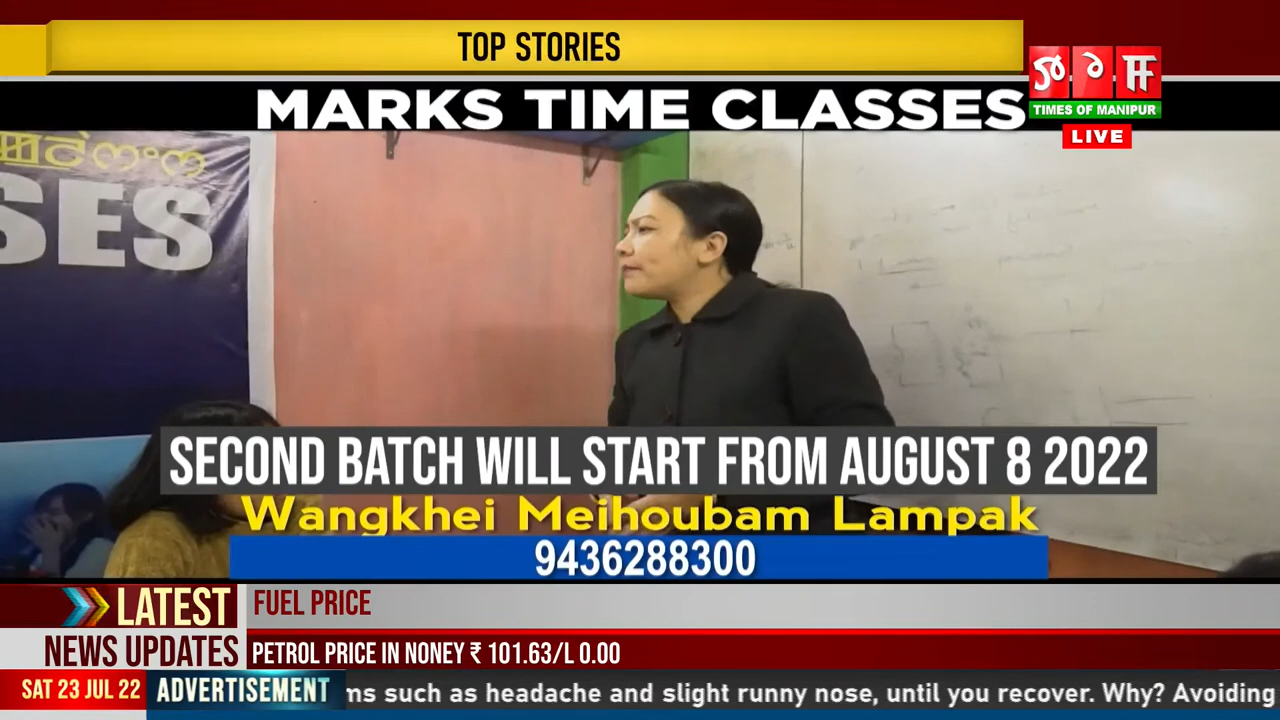 TOP STORIES
TIMES OF MANIPUR
LIVE
MARKS TIME CLASSES
SES
SECOND BATCH WILL START FROM AUGUST 8 2022
Wangkhei Meihoubam Lampak
9436288300
LATEST
NEWS UPDATES
FUEL PRICE
PETROL PRICE IN NONEY ₹ 101.63/L 0.00
SAT 23 JUL 22
ADVERTISEMENT
ms such as headache and slight runny nose, until you recover. Why? Avoiding